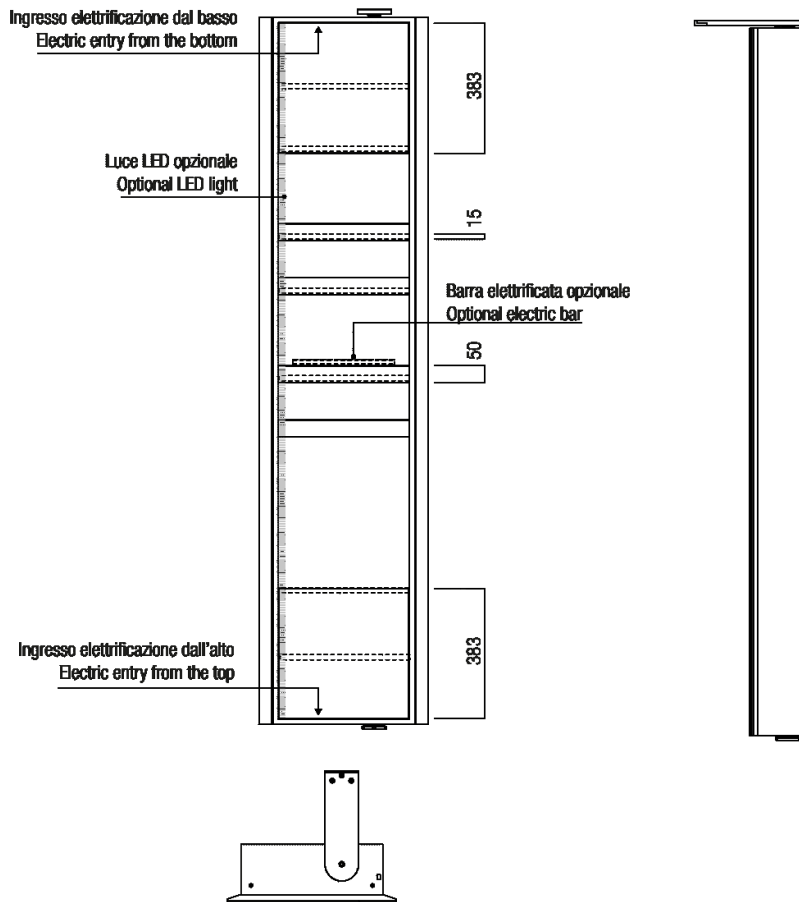 Ingresso elettrificazione dal basso
Electric entry from the bottom
383
Luce LED opzionale
Optional LED light
15
Barra elettrificata opzionale
Optional electric bar
50
Ingresso elettrificazione dall'alto
Electric entry from the top
383